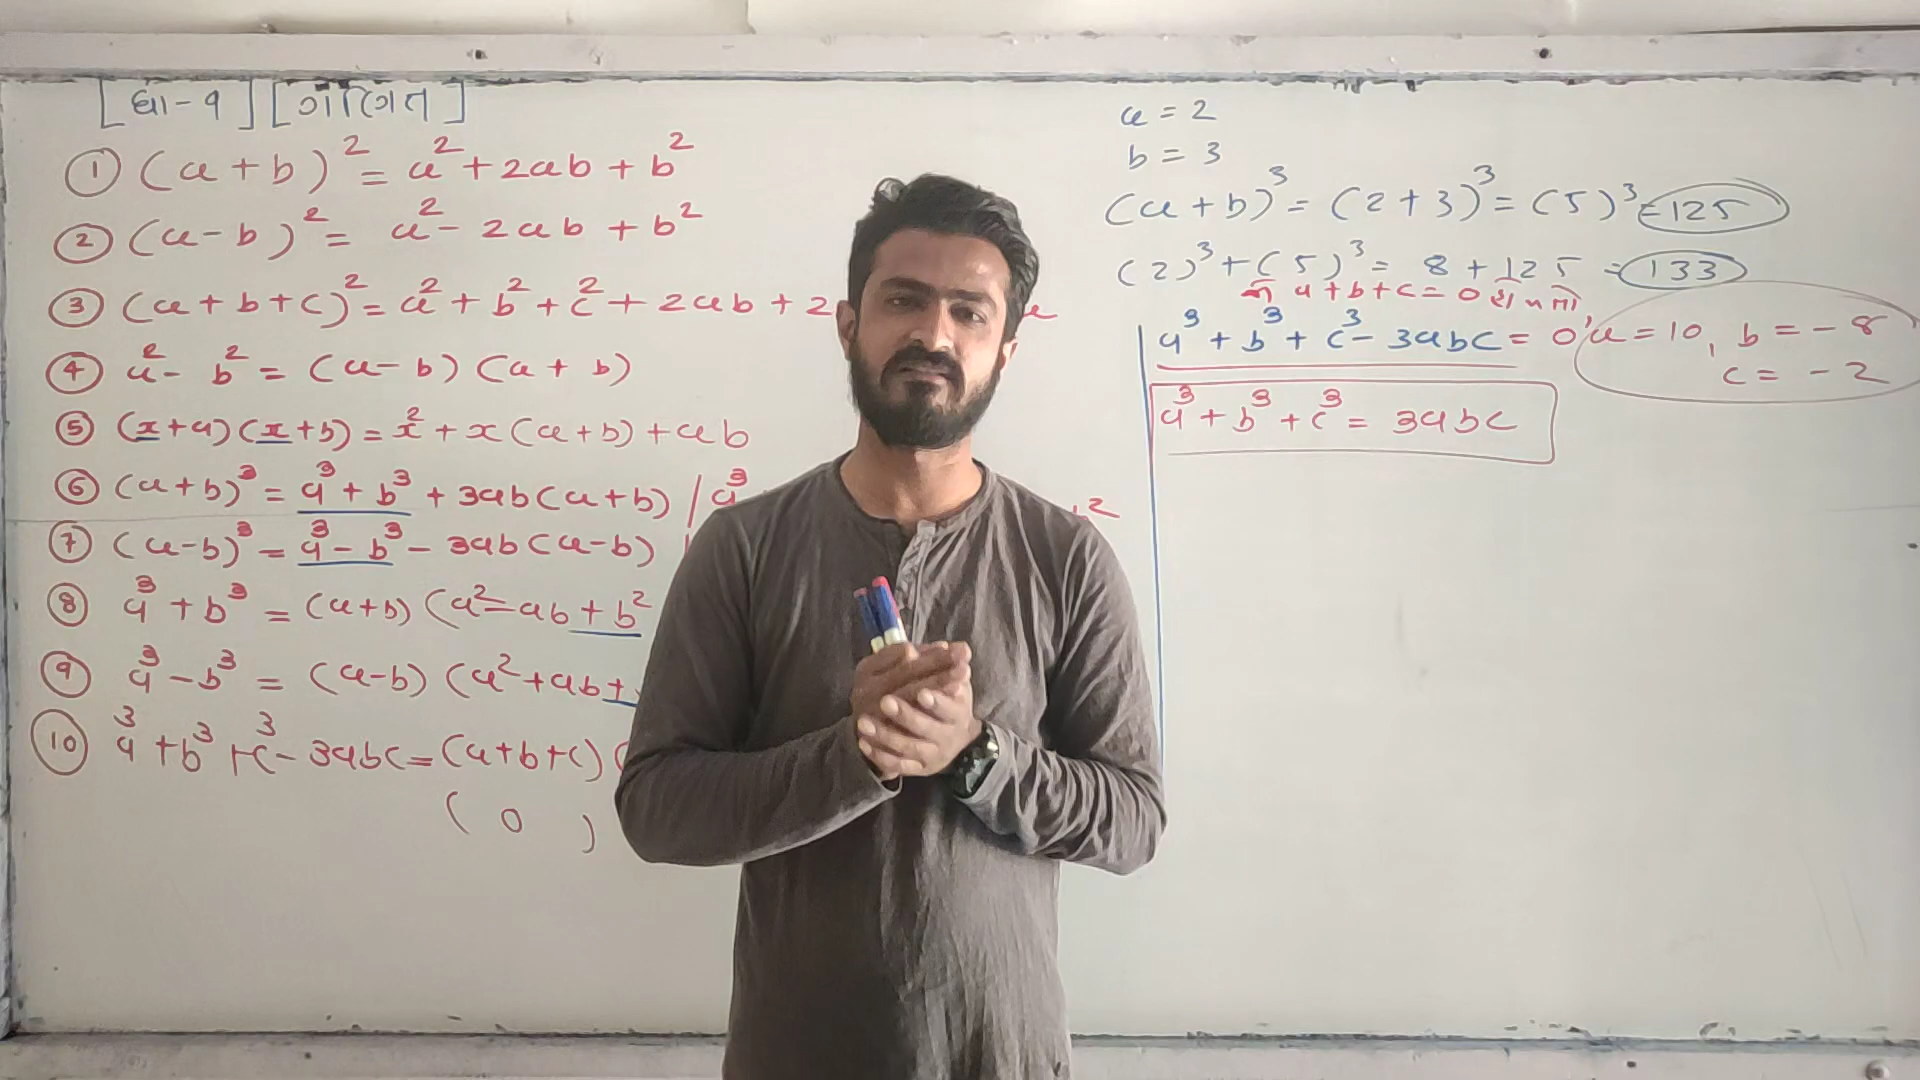 [ધો-૧] [ગણિત]
① (a+b)² = a² + 2ab + b²
② (a-b)² = a² - 2ab + b²
③ (a+b+c)² = a² + b² + c² + 2ab + 2
④ a² - b² = (a-b) (a+b)
⑤ (x+a)(x+b) = x² + x(a+b) + ab
⑥ (a+b)³ = a³ + b³ + 3ab(a+b) / a³
⑦ (a-b)³ = a³ - b³ - 3ab(a-b)
⑧ a³ + b³ = (a+b) (a² - ab + b²
⑨ a³ - b³ = (a-b) (a² + ab +
⑩ a³ + b³ + c³ - 3abc = (a+b+c) (
( 0 )
a = 2
b = 3
(a+b)³ = (2+3)³ = (5)³ = 125
(2)³ + (5)³ = 8 + 125 = 133
જો a+b+c = 0 હોય તો,
a³ + b³ + c³ - 3abc = 0
a = 10, b = -8
c = -2
a³ + b³ + c³ = 3abc